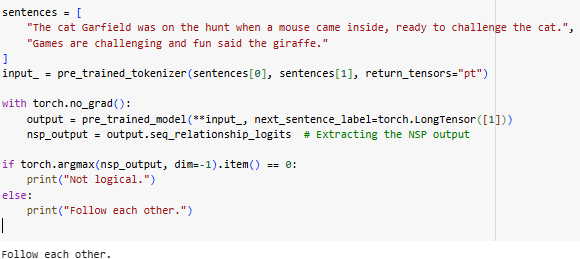 sentences = [
    "The cat Garfield was on the hunt when a mouse came inside, ready to challenge the cat.",
    "Games are challenging and fun said the giraffe."
]
input_ = pre_trained_tokenizer(sentences[0], sentences[1], return_tensors="pt")

with torch.no_grad():
    output = pre_trained_model(**input_, next_sentence_label=torch.LongTensor([1]))
    nsp_output = output.seq_relationship_logits  # Extracting the NSP output

if torch.argmax(nsp_output, dim=-1).item() == 0:
    print("Not logical.")
else:
    print("Follow each other.")

Follow each other.